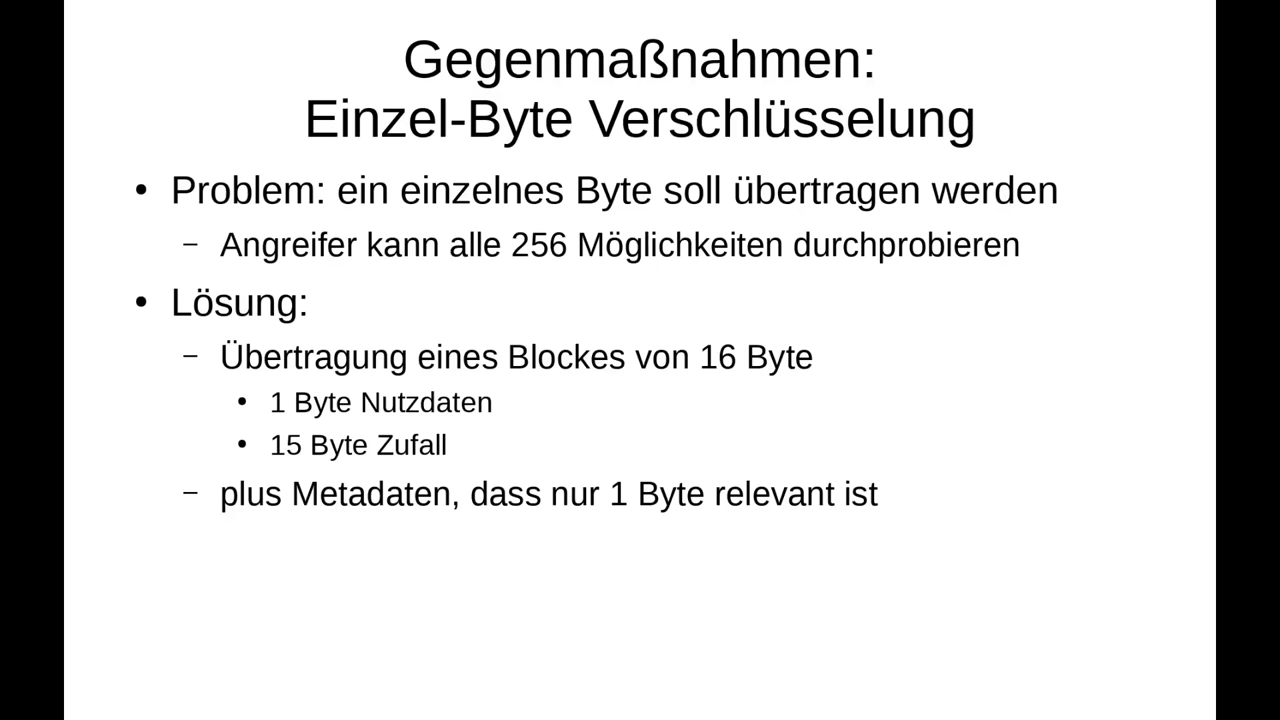 Gegenmaßnahmen:
Einzel-Byte Verschlüsselung
• Problem: ein einzelnes Byte soll übertragen werden
– Angreifer kann alle 256 Möglichkeiten durchprobieren
• Lösung:
– Übertragung eines Blockes von 16 Byte
• 1 Byte Nutzdaten
• 15 Byte Zufall
– plus Metadaten, dass nur 1 Byte relevant ist